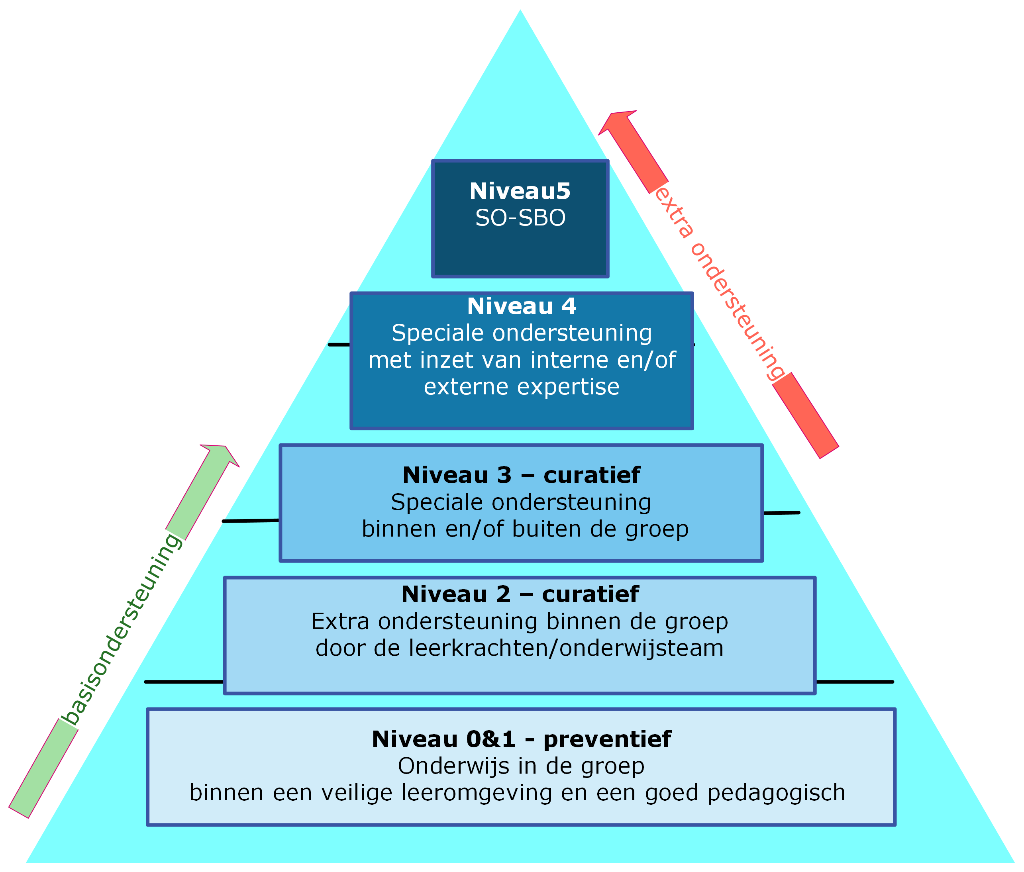 Niveau5
SO-SBO
extra ondersteuning
Niveau 4
Speciale ondersteuning
met inzet van interne en/of
externe expertise
Niveau 3 – curatief
Speciale ondersteuning
binnen en/of buiten de groep
basisondersteuning
Niveau 2 – curatief
Extra ondersteuning binnen de groep
door de leerkrachten/onderwijsteam
Niveau 0&1 - preventief
Onderwijs in de groep
binnen een veilige leeromgeving en een goed pedagogisch